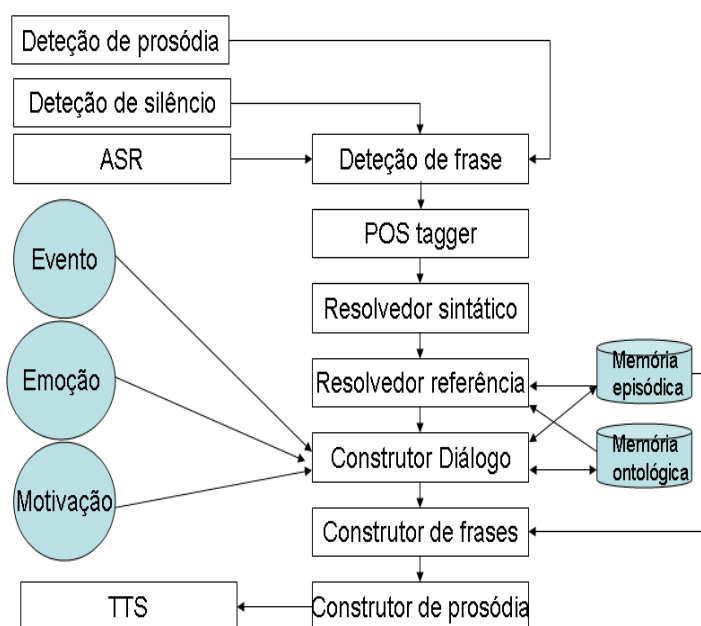 Deteção de prosódia
Deteção de silêncio
ASR
Deteção de frase
POS tagger
Evento
Resolvedor sintático
Emoção
Resolvedor referência
Memória
episódica
Construtor Diálogo
Memória
ontológica
Motivação
Construtor de frases
TTS
Construtor de prosódia